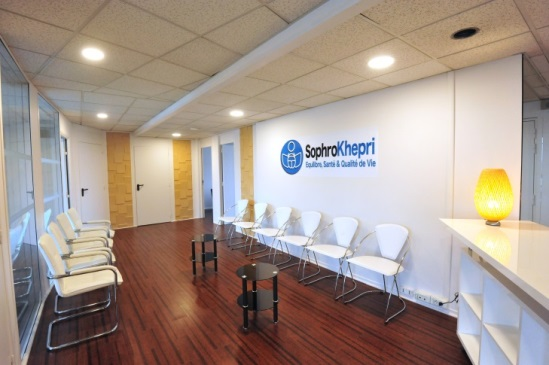 SophroKhepri
Equilibre, Santé & Qualité de Vie